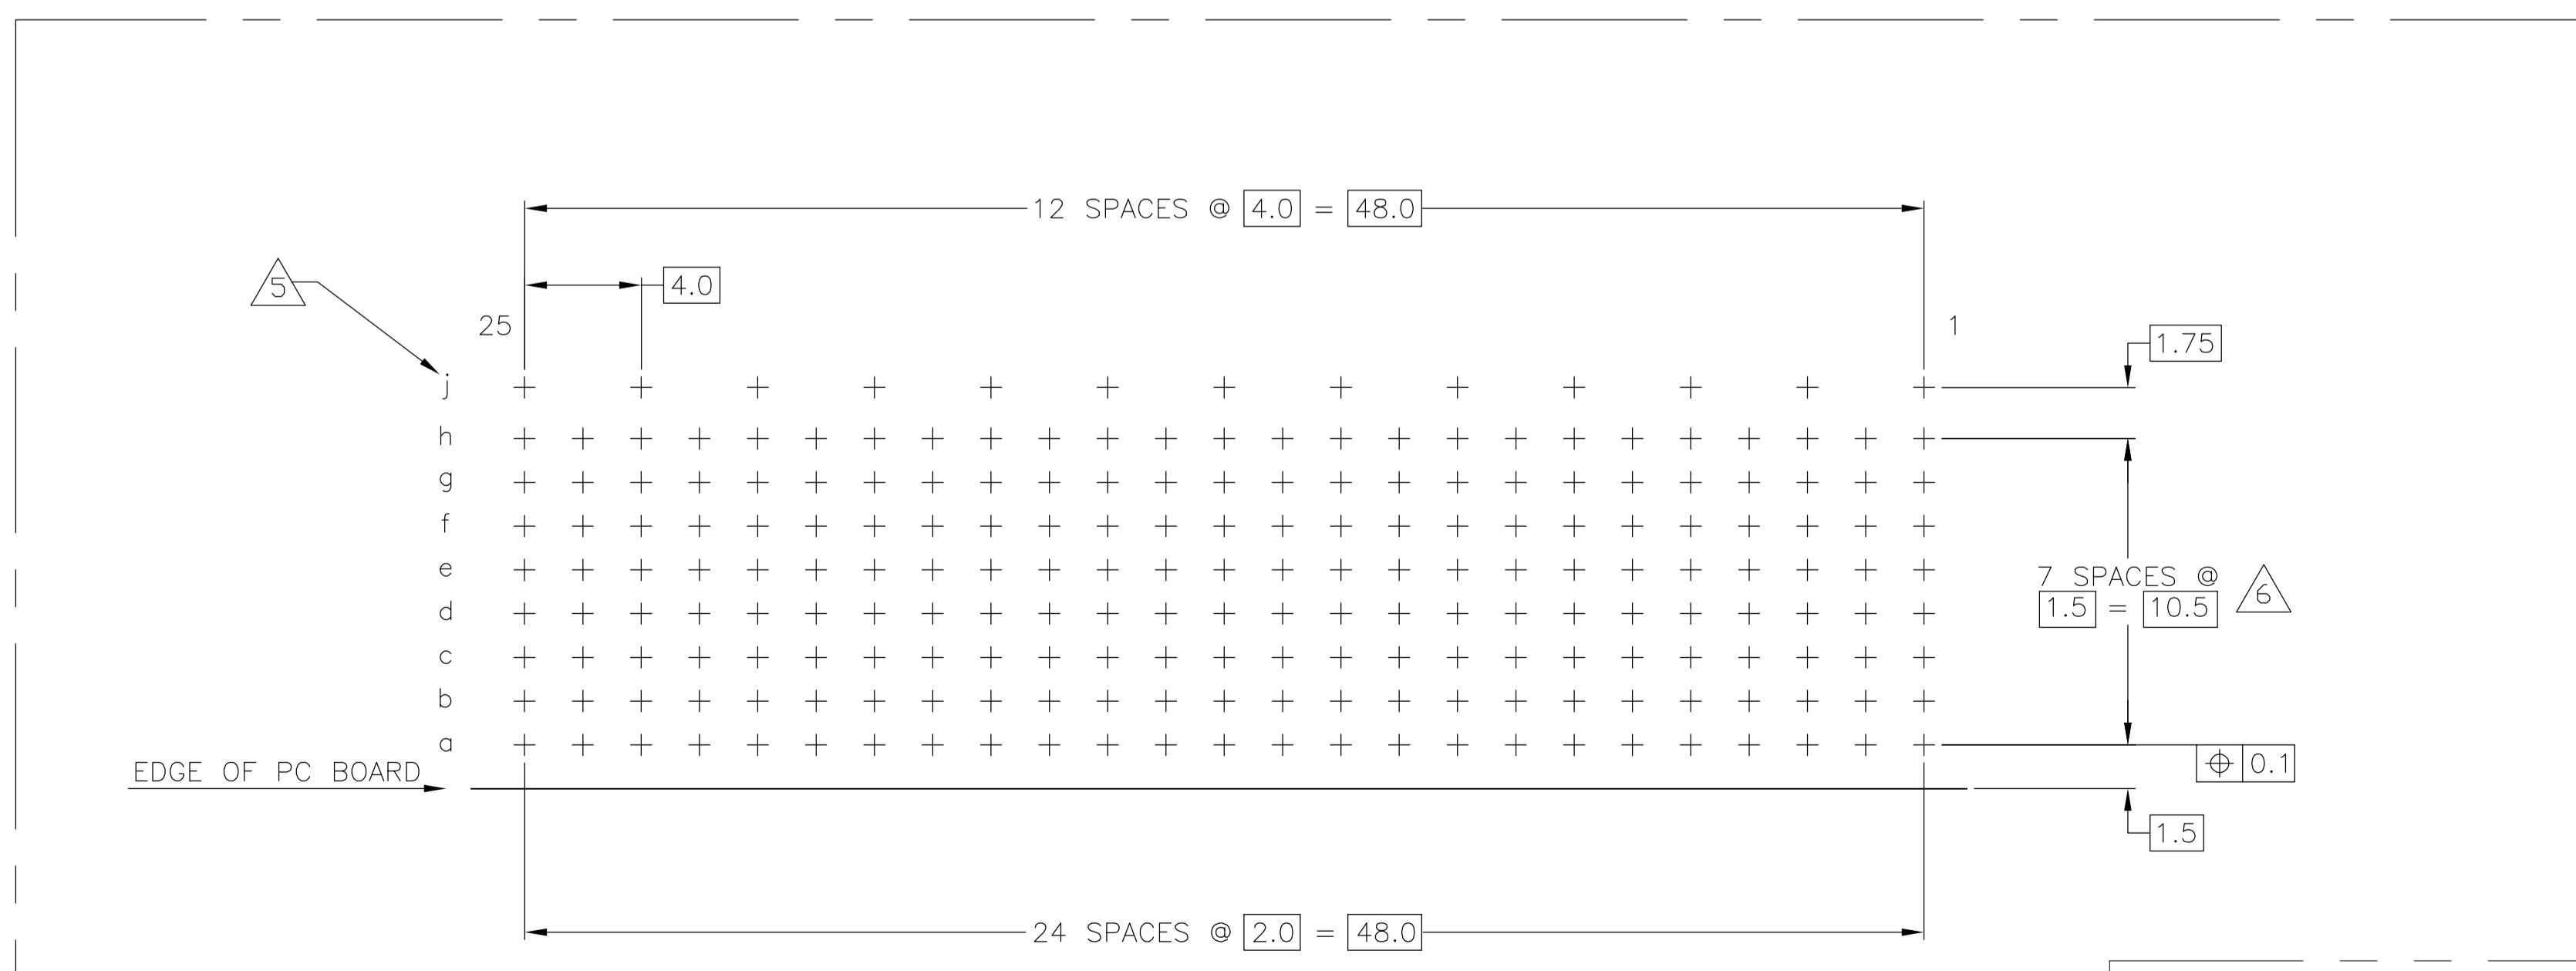 12 SPACES @ 4.0 = 48.0
5
4.0
25
1
1.75
j
h
g
f
e
7 SPACES @
6
d
1.5 = 10.5
c
b
a
EDGE OF PC BOARD
⌖ 0.1
1.5
24 SPACES @ 2.0 = 48.0